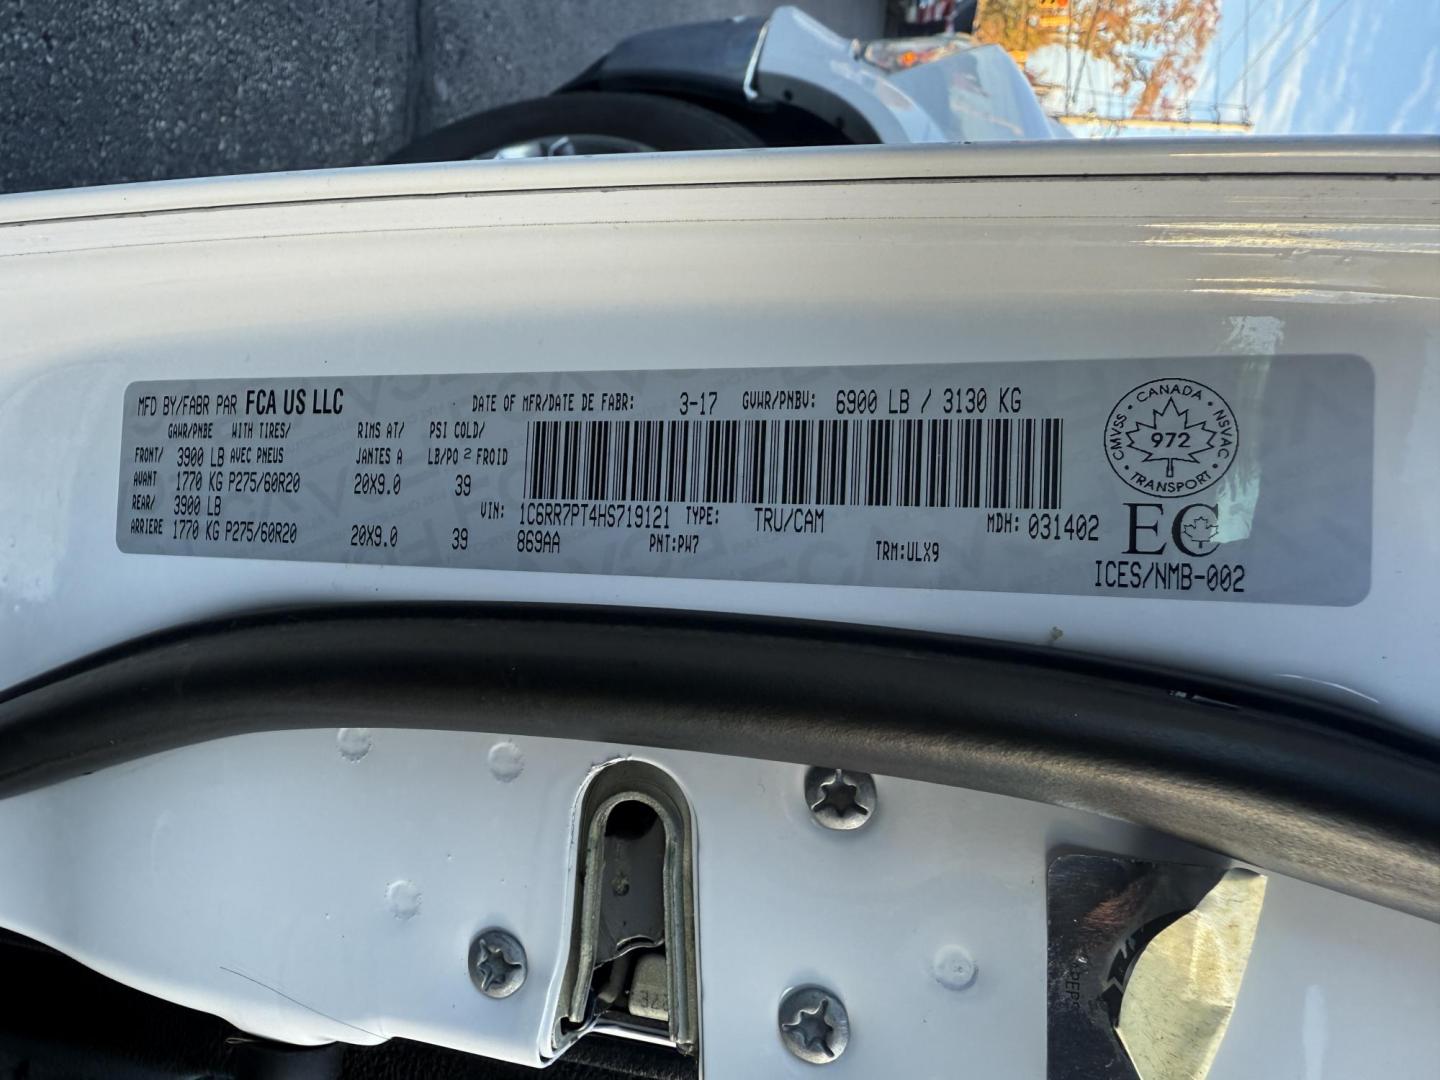 MFD BY/FABR PAR FCA US LLC DATE OF MFR/DATE DE FABR: 3-17 GVWR/PNBV: 6900 LB / 3130 KG
GAWR/PNBE WITH TIRES/ RIMS AT/ PSI COLD/
FRONT/ 3900 LB AVEC PNEUS JANTES A LB/PO 2 FROID
AVANT 1770 KG P275/60R20 20X9.0 39
REAR/ 3900 LB
ARRIERE 1770 KG P275/60R20 20X9.0 39
VIN: 1C6RR7PT4HS719121 TYPE: TRU/CAM MDH: 031402
869AA PNT:PW7 TRM:ULX9
CANADA
CMVSS 972 NSVAC
TRANSPORT
EC
ICES/NMB-002